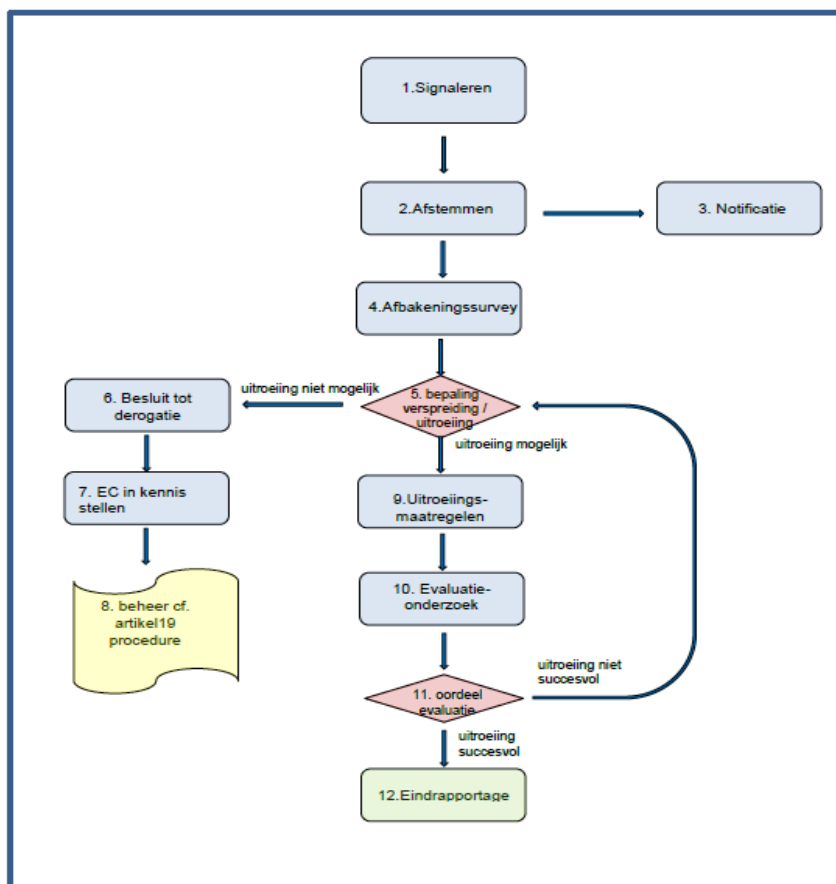 1.Signaleren
2.Afstemmen
3. Notificatie
4.Afbakeningssurvey
5. bepaling
verspreiding /
uitroeiing
uitroeiing niet mogelijk
6. Besluit tot
derogatie
7. EC in kennis
stellen
8. beheer cf.
artikel19
procedure
uitroeiing mogelijk
9.Uitroeiings-
maatregelen
10. Evaluatie-
onderzoek
11. oordeel
evaluatie
uitroeiing niet
succesvol
uitroeiing
succesvol
12.Eindrapportage